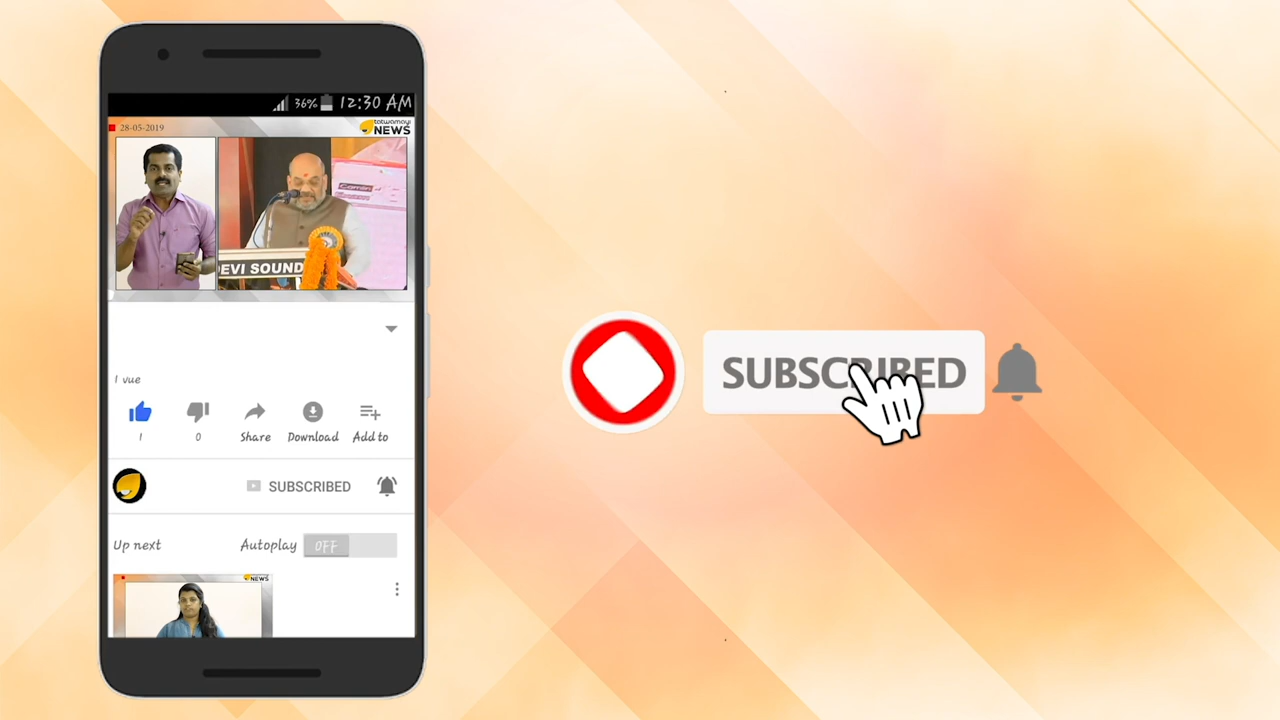 36% 12:30 AM
28-05-2019
tatwamayi
NEWS
DEVI SOUND
1 vue
1
0
Share
Download
Add to
SUBSCRIBED
Up next
Autoplay
OFF
NEWS
SUBSCRIBED